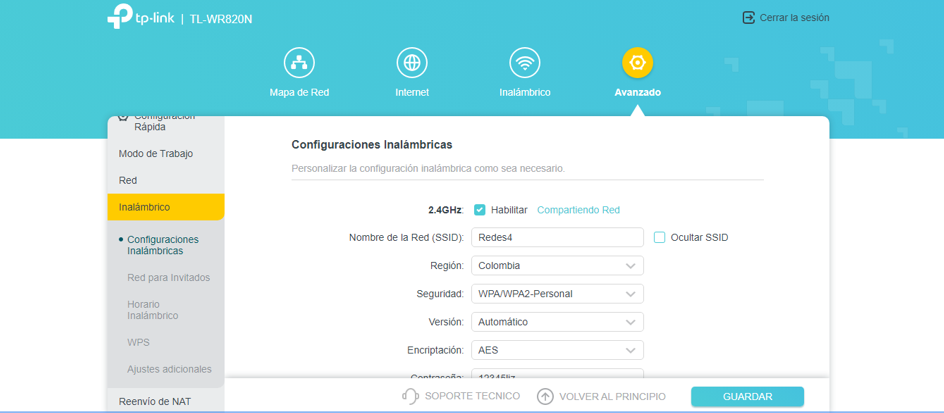 tp-link | TL-WR820N
Cerrar la sesión
Mapa de Red
Internet
Inalámbrico
Avanzado
Configuración
Rápida
Modo de Trabajo
Red
Inalámbrico
Configuraciones
Inalámbricas
Red para Invitados
Horario
Inalámbrico
WPS
Ajustes adicionales
Reenvío de NAT
Configuraciones Inalámbricas
Personalizar la configuración inalámbrica como sea necesario.
2.4GHz: Habilitar Compartiendo Red
Nombre de la Red (SSID): Redes4 Ocultar SSID
Región: Colombia
Seguridad: WPA/WPA2-Personal
Versión: Automático
Encriptación: AES
Contraseña:
SOPORTE TECNICO VOLVER AL PRINCIPIO GUARDAR